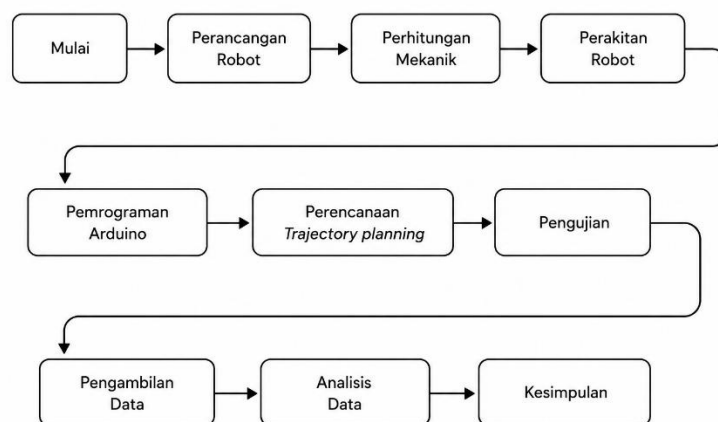 Mulai
Perancangan
Robot
Perhitungan
Mekanik
Perakitan
Robot
Pemrograman
Arduino
Perencanaan
Trajectory planning
Pengujian
Pengambilan
Data
Analisis
Data
Kesimpulan